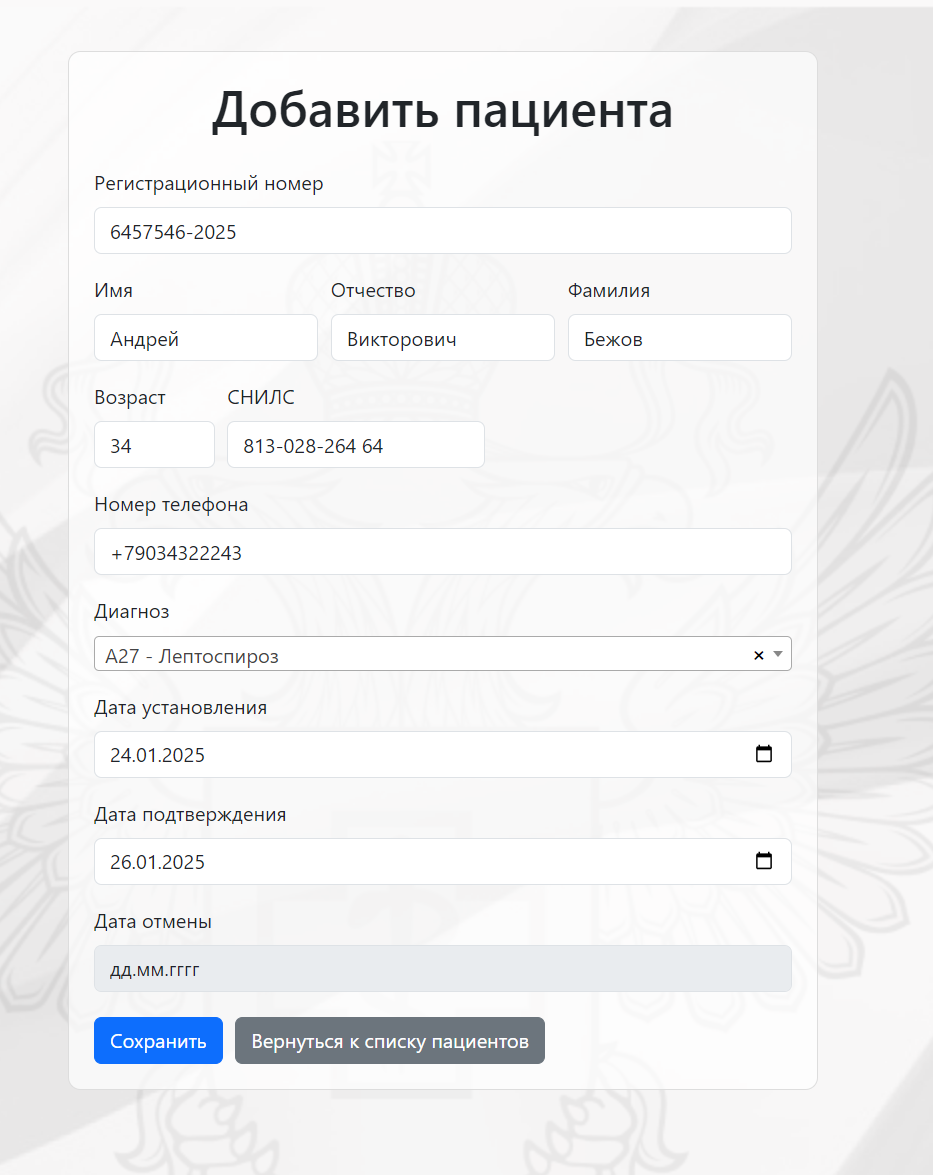 Добавить пациента
Регистрационный номер
6457546-2025
Имя Отчество Фамилия
Андрей Викторович Бежов
Возраст СНИЛС
34 813-028-264 64
Номер телефона
+79034322243
Диагноз
A27 - Лептоспироз ×
Дата установления
24.01.2025
Дата подтверждения
26.01.2025
Дата отмены
дд.мм.гггг
Сохранить Вернуться к списку пациентов